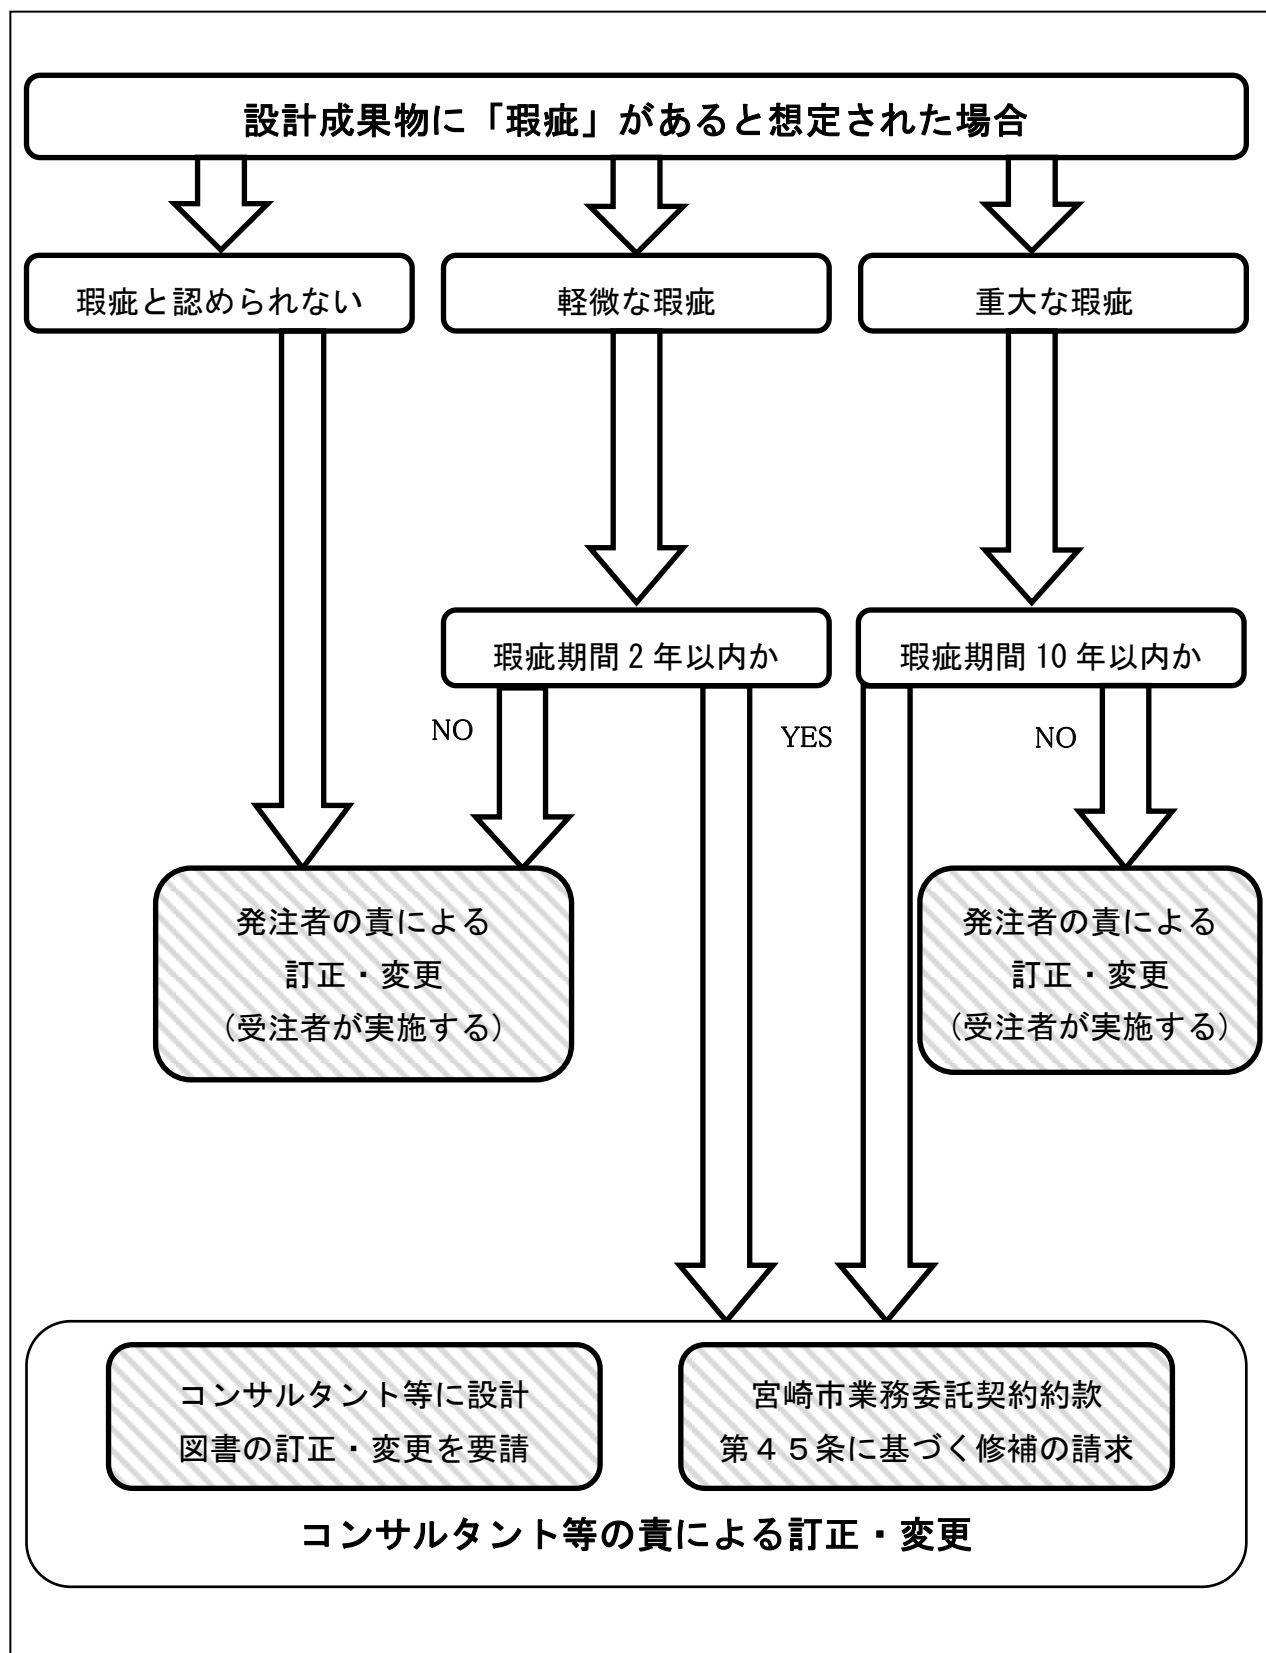 設計成果物に「瑕疵」があると想定された場合
瑕疵と認められない
軽微な瑕疵
重大な瑕疵
瑕疵期間2年以内か
瑕疵期間10年以内か
NO
YES
NO
発注者の責による
訂正・変更
(受注者が実施する)
発注者の責による
訂正・変更
(受注者が実施する)
コンサルタント等に設計
図書の訂正・変更を要請
宮崎市業務委託契約約款
第４５条に基づく修補の請求
コンサルタント等の責による訂正・変更